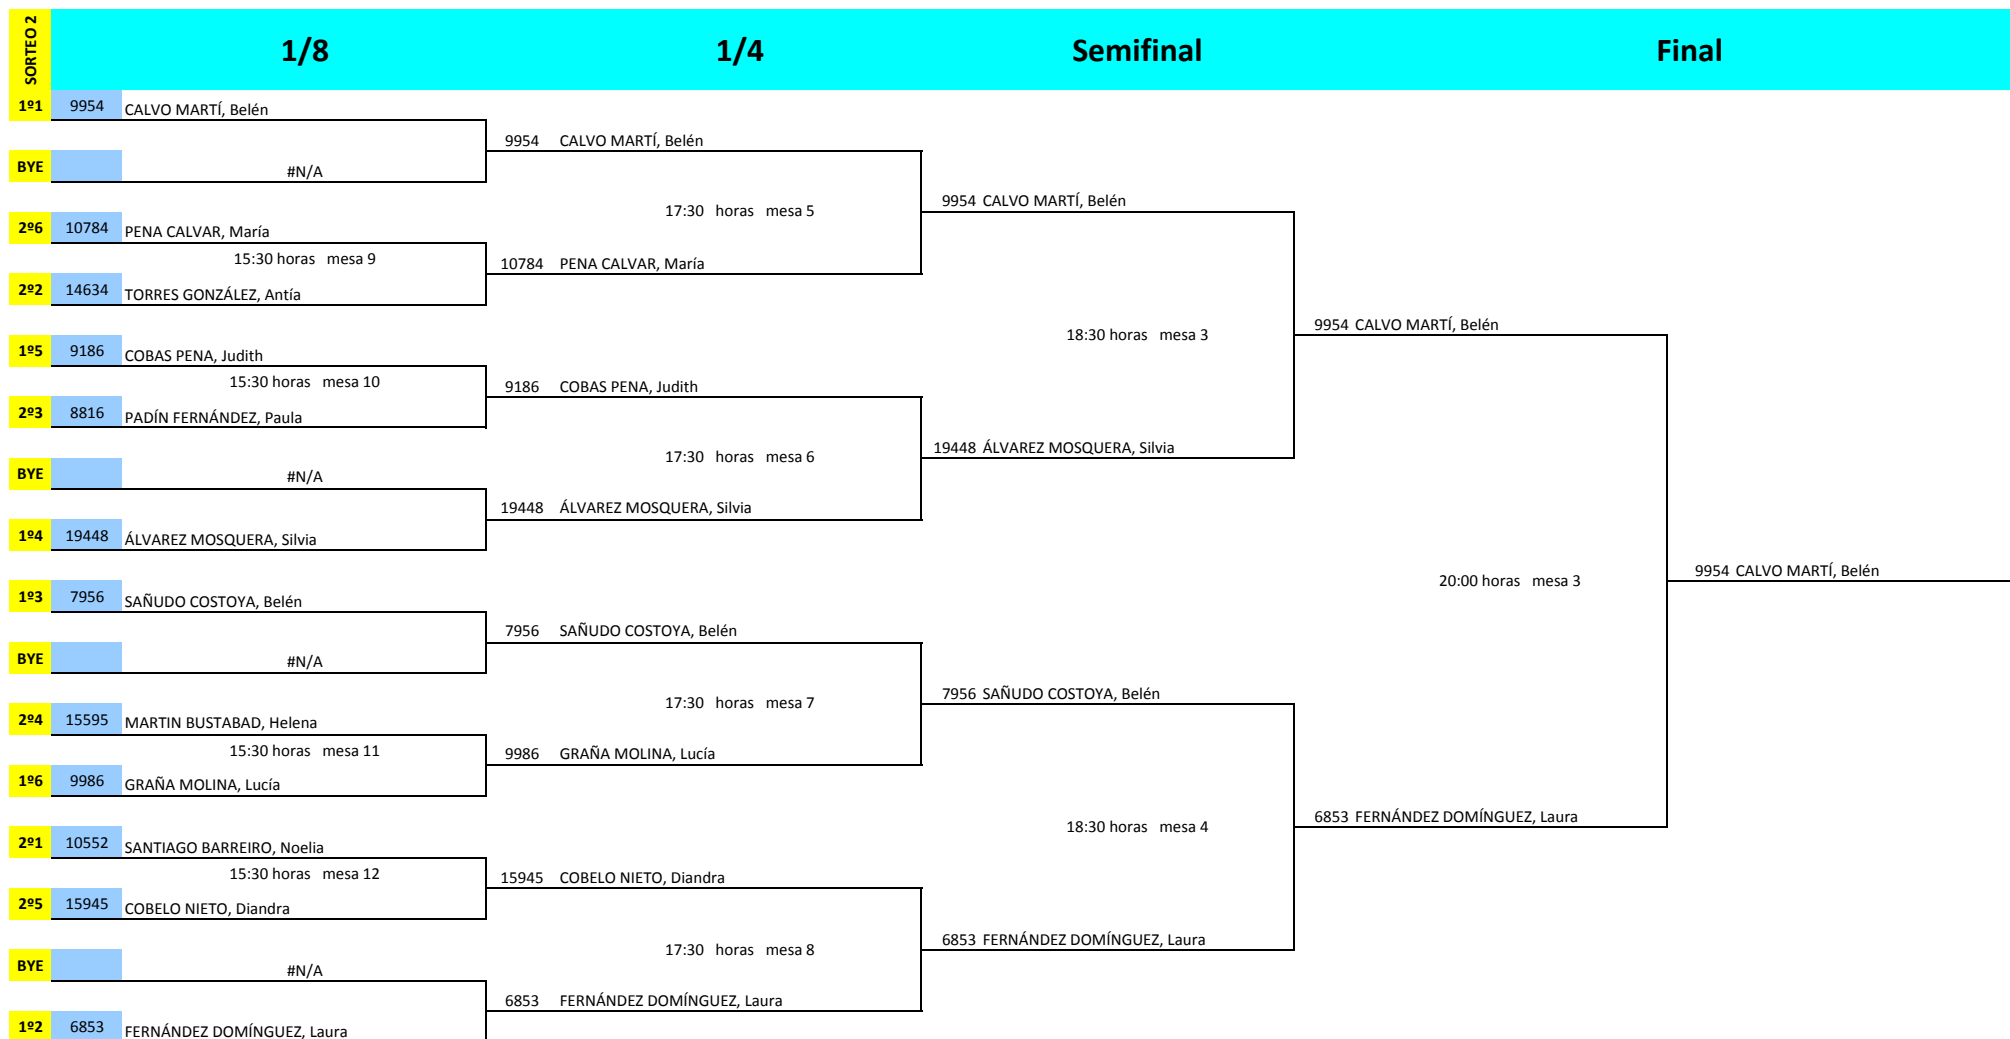 SORTEO 2
1/8 1/4 Semifinal Final
1º1 9954 CALVO MARTÍ, Belén
9954 CALVO MARTÍ, Belén
BYE #N/A
9954 CALVO MARTÍ, Belén
17:30 horas mesa 5
2º6 10784 PENA CALVAR, María
15:30 horas mesa 9
10784 PENA CALVAR, María
2º2 14634 TORRES GONZÁLEZ, Antía
9954 CALVO MARTÍ, Belén
18:30 horas mesa 3
1º5 9186 COBAS PENA, Judith
15:30 horas mesa 10
9186 COBAS PENA, Judith
2º3 8816 PADÍN FERNÁNDEZ, Paula
19448 ÁLVAREZ MOSQUERA, Silvia
17:30 horas mesa 6
BYE #N/A
19448 ÁLVAREZ MOSQUERA, Silvia
1º4 19448 ÁLVAREZ MOSQUERA, Silvia
9954 CALVO MARTÍ, Belén
20:00 horas mesa 3
1º3 7956 SAÑUDO COSTOYA, Belén
7956 SAÑUDO COSTOYA, Belén
BYE #N/A
7956 SAÑUDO COSTOYA, Belén
17:30 horas mesa 7
2º4 15595 MARTIN BUSTABAD, Helena
15:30 horas mesa 11
9986 GRAÑA MOLINA, Lucía
1º6 9986 GRAÑA MOLINA, Lucía
6853 FERNÁNDEZ DOMÍNGUEZ, Laura
18:30 horas mesa 4
2º1 10552 SANTIAGO BARREIRO, Noelia
15:30 horas mesa 12
15945 COBELO NIETO, Diandra
2º5 15945 COBELO NIETO, Diandra
6853 FERNÁNDEZ DOMÍNGUEZ, Laura
17:30 horas mesa 8
BYE #N/A
6853 FERNÁNDEZ DOMÍNGUEZ, Laura
1º2 6853 FERNÁNDEZ DOMÍNGUEZ, Laura